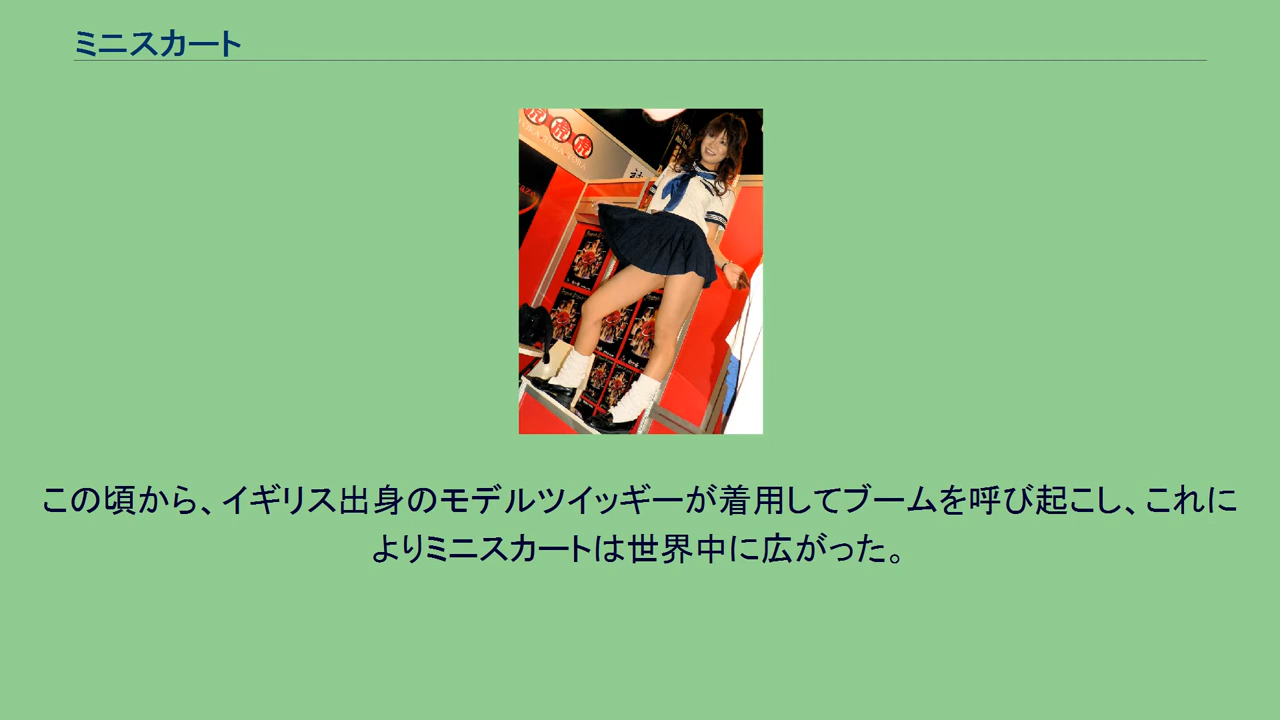 ミニスカート
虎虎虎
この頃から、イギリス出身のモデルツイッギーが着用してブームを呼び起こし、これに
よりミニスカートは世界中に広がった。